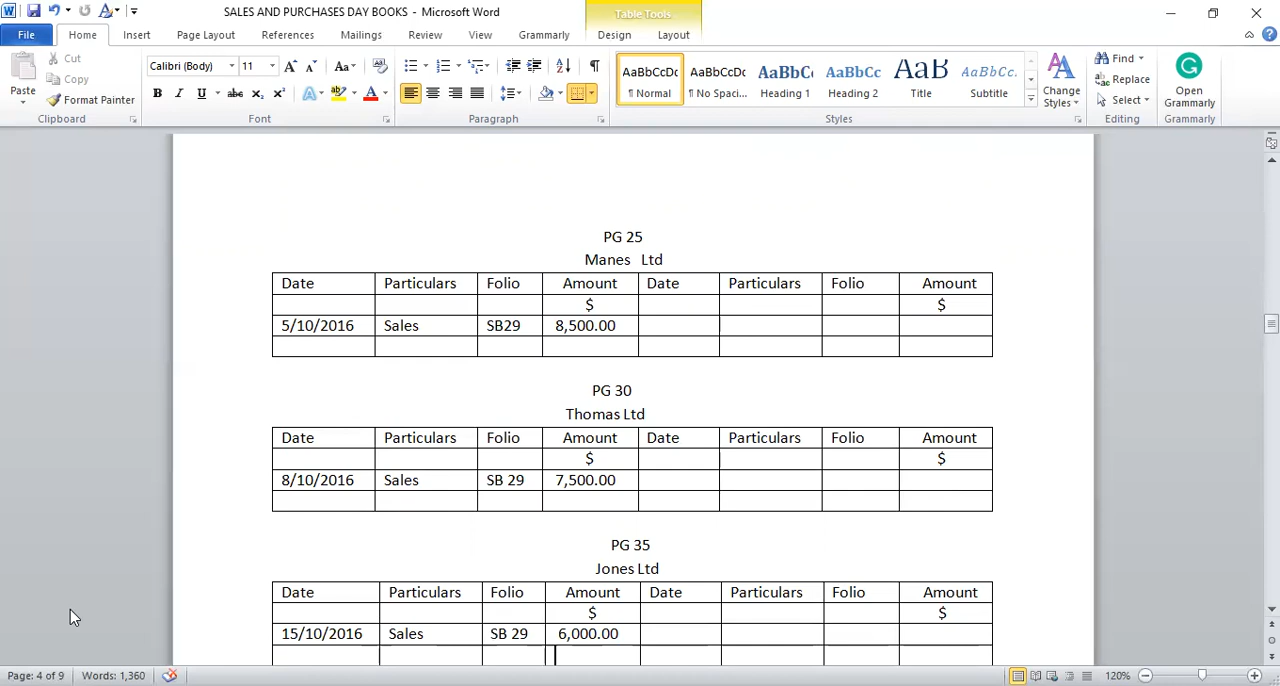 SALES AND PURCHASES DAY BOOKS - Microsoft Word
Table Tools
File Home Insert Page Layout References Mailings Review View Grammarly Design Layout
Paste
Cut
Copy
Format Painter
Clipboard
Calibri (Body) 11
Aa
B I U abc X₂ X²
A ab A
Font
Paragraph
AaBbCcDc AaBbCcDc AaBbC AaBbCc AaB AaBbCc.
¶ Normal ¶ No Spaci... Heading 1 Heading 2 Title Subtitle
Styles
Change Styles
Find
Replace
Select
Editing
Open Grammarly
Grammarly
PG 25
Manes Ltd
Date Particulars Folio Amount Date Particulars Folio Amount
$ $
5/10/2016 Sales SB29 8,500.00
PG 30
Thomas Ltd
Date Particulars Folio Amount Date Particulars Folio Amount
$ $
8/10/2016 Sales SB 29 7,500.00
PG 35
Jones Ltd
Date Particulars Folio Amount Date Particulars Folio Amount
$ $
15/10/2016 Sales SB 29 6,000.00
Page: 4 of 9 Words: 1,360 120%